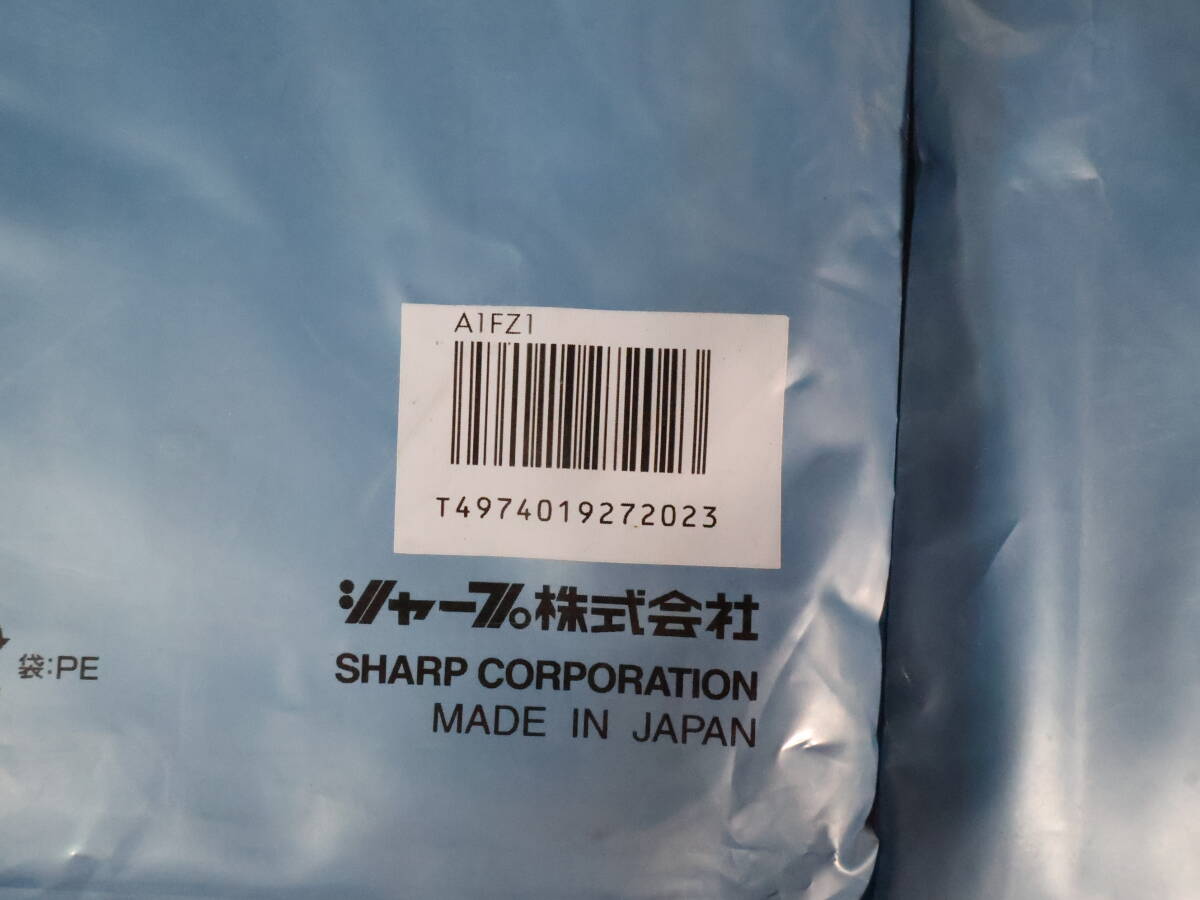 A1FZ1
T4974019272023
シャープ株式会社
袋:PE
SHARP CORPORATION
MADE IN JAPAN